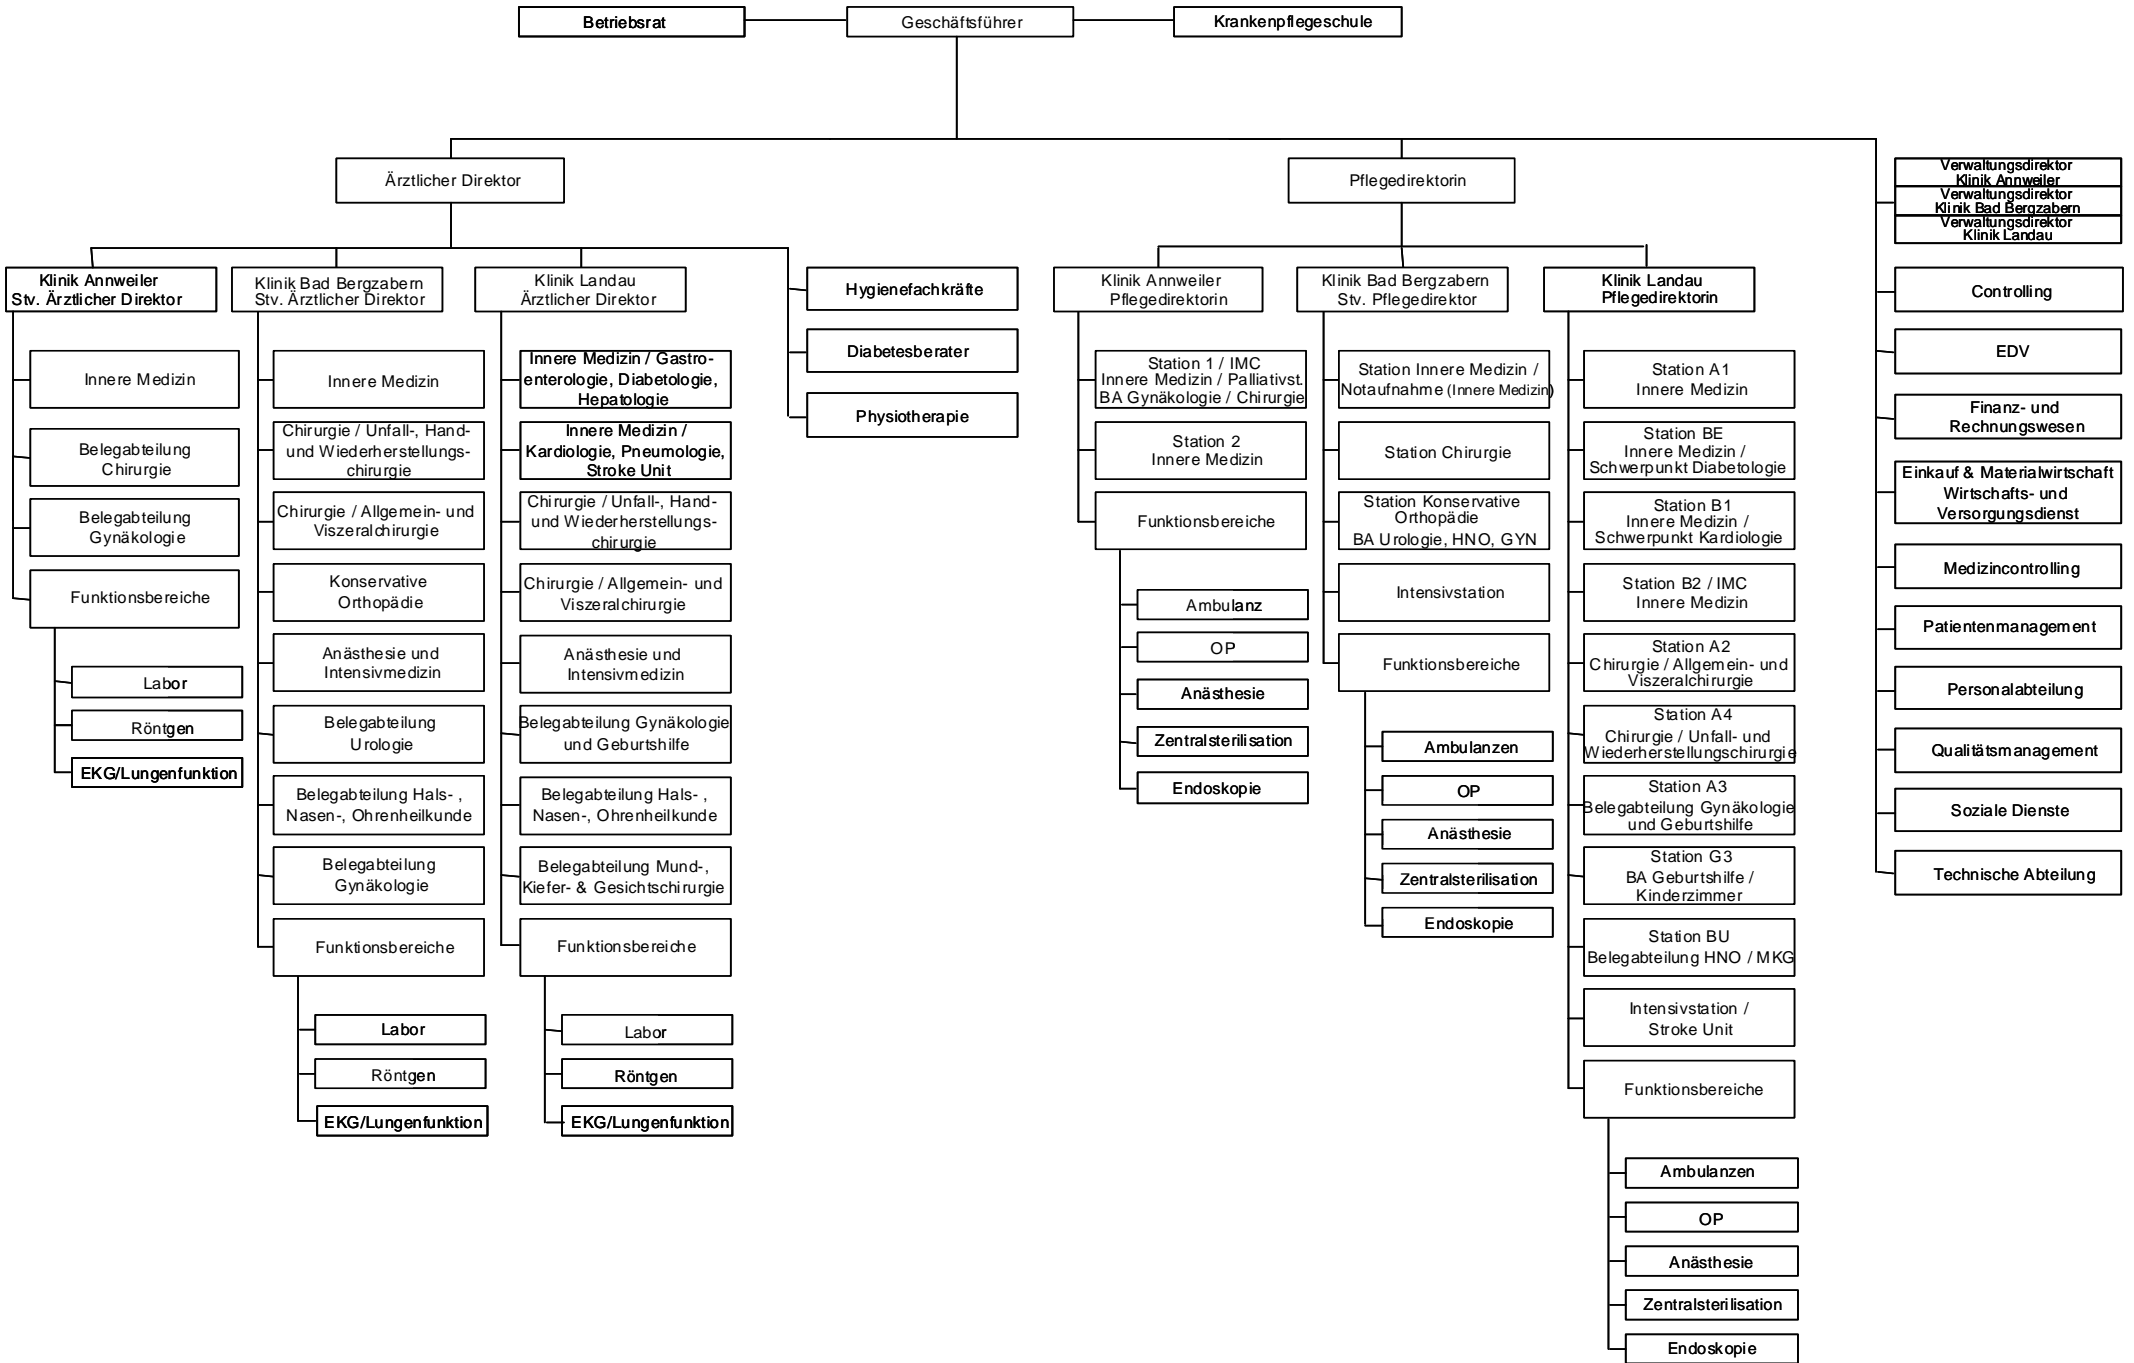 Betriebsrat
Geschäftsführer
Krankenpflegeschule
Ärztlicher Direktor
Pflegedirektorin
Verwaltungsdirektor
Klinik Annweiler
Verwaltungsdirektor
Klinik Bad Bergzabern
Verwaltungsdirektor
Klinik Landau
Klinik Annweiler
Stv. Ärztlicher Direktor
Innere Medizin
Belegabteilung
Chirurgie
Belegabteilung
Gynäkologie
Funktionsbereiche
Labor
Röntgen
EKG/Lungenfunktion
Klinik Bad Bergzabern
Stv. Ärztlicher Direktor
Innere Medizin
Chirurgie / Unfall-, Hand-
und Wiederherstellungs-
chirurgie
Chirurgie / Allgemein- und
Viszeralchirurgie
Konservative
Orthopädie
Anästhesie und
Intensivmedizin
Belegabteilung
Urologie
Belegabteilung Hals- ,
Nasen-, Ohrenheilkunde
Belegabteilung
Gynäkologie
Funktionsbereiche
Labor
Röntgen
EKG/Lungenfunktion
Klinik Landau
Ärztlicher Direktor
Innere Medizin / Gastro-
enterologie, Diabetologie,
Hepatologie
Innere Medizin /
Kardiologie, Pneumologie,
Stroke Unit
Chirurgie / Unfall-, Hand-
und Wiederherstellungs-
chirurgie
Chirurgie / Allgemein- und
Viszeralchirurgie
Anästhesie und
Intensivmedizin
Belegabteilung Gynäkologie
und Geburtshilfe
Belegabteilung Hals- ,
Nasen-, Ohrenheilkunde
Belegabteilung Mund-,
Kiefer- & Gesichtschirurgie
Funktionsbereiche
Labor
Röntgen
EKG/Lungenfunktion
Hygienefachkräfte
Diabetesberater
Physiotherapie
Klinik Annweiler
Pflegedirektorin
Station 1 / IMC
Innere Medizin / Palliativst.
BA Gynäkologie / Chirurgie
Station 2
Innere Medizin
Funktionsbereiche
Ambulanz
OP
Anästhesie
Zentralsterilisation
Endoskopie
Klinik Bad Bergzabern
Stv. Pflegedirektor
Station Innere Medizin /
Notaufnahme (Innere Medizin)
Station Chirurgie
Station Konservative
Orthopädie
BA Urologie, HNO, GYN
Intensivstation
Funktionsbereiche
Ambulanzen
OP
Anästhesie
Zentralsterilisation
Endoskopie
Klinik Landau
Pflegedirektorin
Station A1
Innere Medizin
Station BE
Innere Medizin /
Schwerpunkt Diabetologie
Station B1
Innere Medizin /
Schwerpunkt Kardiologie
Station B2 / IMC
Innere Medizin
Station A2
Chirurgie / Allgemein- und
Viszeralchirurgie
Station A4
Chirurgie / Unfall- und
Wiederherstellungschirurgie
Station A3
Belegabteilung Gynäkologie
und Geburtshilfe
Station G3
BA Geburtshilfe /
Kinderzimmer
Station BU
Belegabteilung HNO / MKG
Intensivstation /
Stroke Unit
Funktionsbereiche
Ambulanzen
OP
Anästhesie
Zentralsterilisation
Endoskopie
Controlling
EDV
Finanz- und
Rechnungswesen
Einkauf & Materialwirtschaft
Wirtschafts- und
Versorgungsdienst
Medizincontrolling
Patientenmanagement
Personalabteilung
Qualitätsmanagement
Soziale Dienste
Technische Abteilung